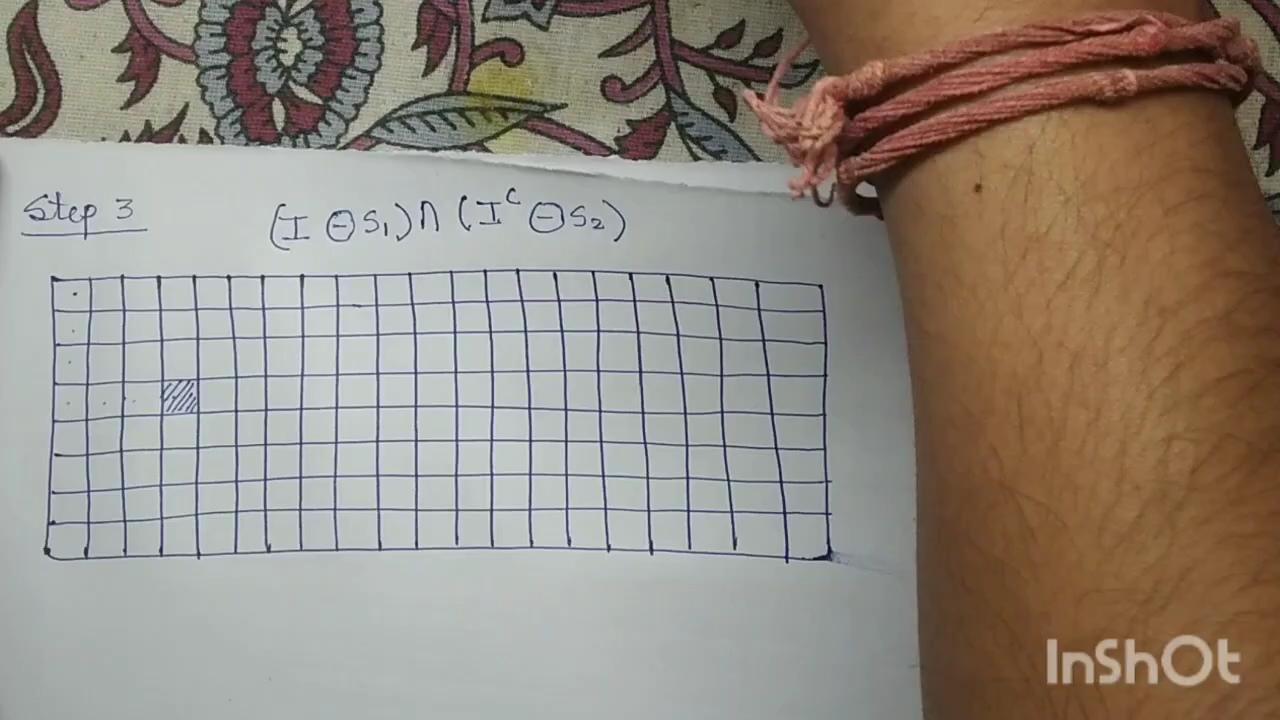 Step 3
(I ⊖ S₁) ∩ (Iᶜ ⊖ S₂)
InShOt